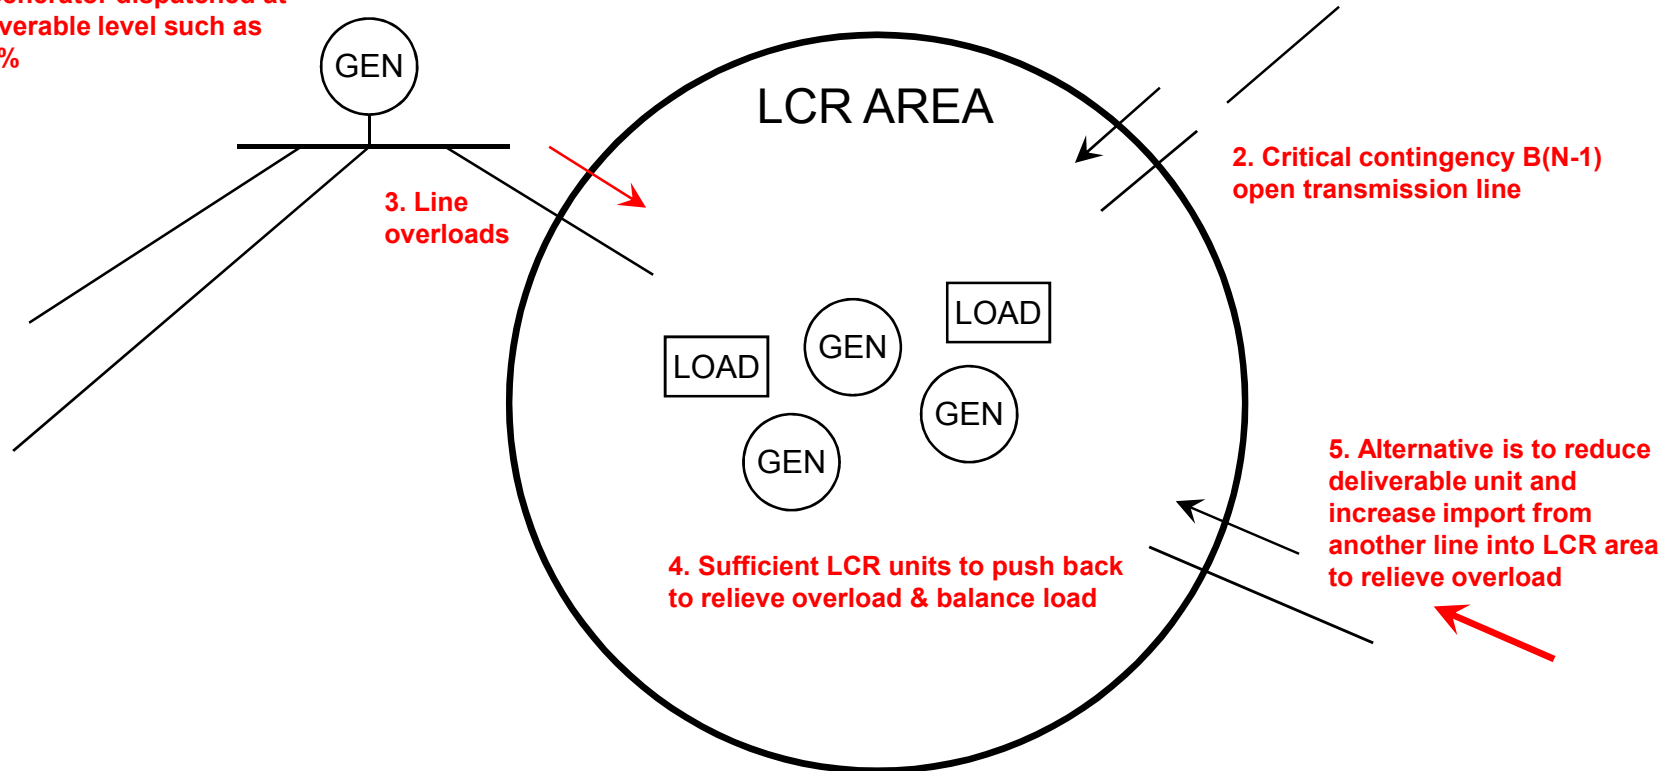 dispatched at
such as
%
GEN
LCR AREA
2. Critical contingency B(N-1)
open transmission line
3. Line
overloads
LOAD
GEN
LOAD
GEN
GEN
4. Sufficient LCR units to push back
to relieve overload & balance load
5. Alternative is to reduce
deliverable unit and
increase import from
another line into LCR area
to relieve overload